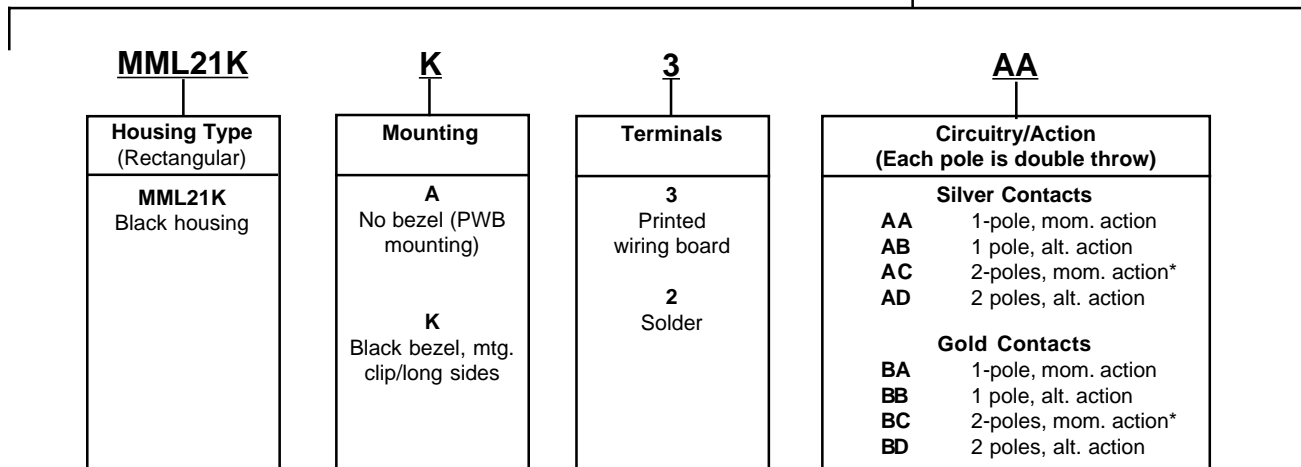 MML21K K 3 AA
Housing Type
(Rectangular)
MML21K
Black housing
Mounting
A
No bezel (PWB
mounting)
K
Black bezel, mtg.
clip/long sides
Terminals
3
Printed
wiring board
2
Solder
Circuitry/Action
(Each pole is double throw)
Silver Contacts
AA 1-pole, mom. action
AB 1 pole, alt. action
AC 2-poles, mom. action*
AD 2 poles, alt. action
Gold Contacts
BA 1-pole, mom. action
BB 1 pole, alt. action
BC 2-poles, mom. action*
BD 2 poles, alt. action